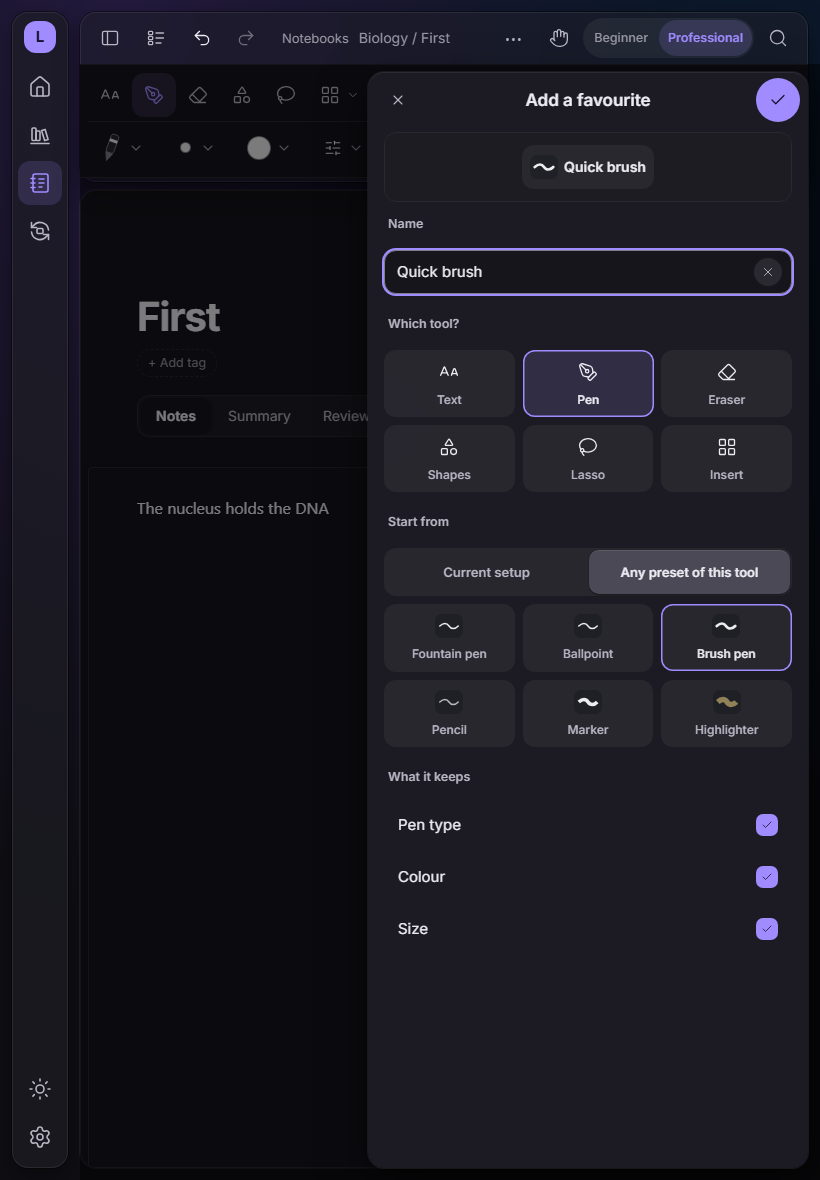 L
Notebooks Biology / First
Beginner Professional
Add a favourite
Quick brush
Name
Quick brush
Which tool?
Text Pen Eraser
Shapes Lasso Insert
Start from
Current setup Any preset of this tool
Fountain pen Ballpoint Brush pen
Pencil Marker Highlighter
What it keeps
Pen type
Colour
Size
AA
First
+ Add tag
Notes Summary Review
The nucleus holds the DNA